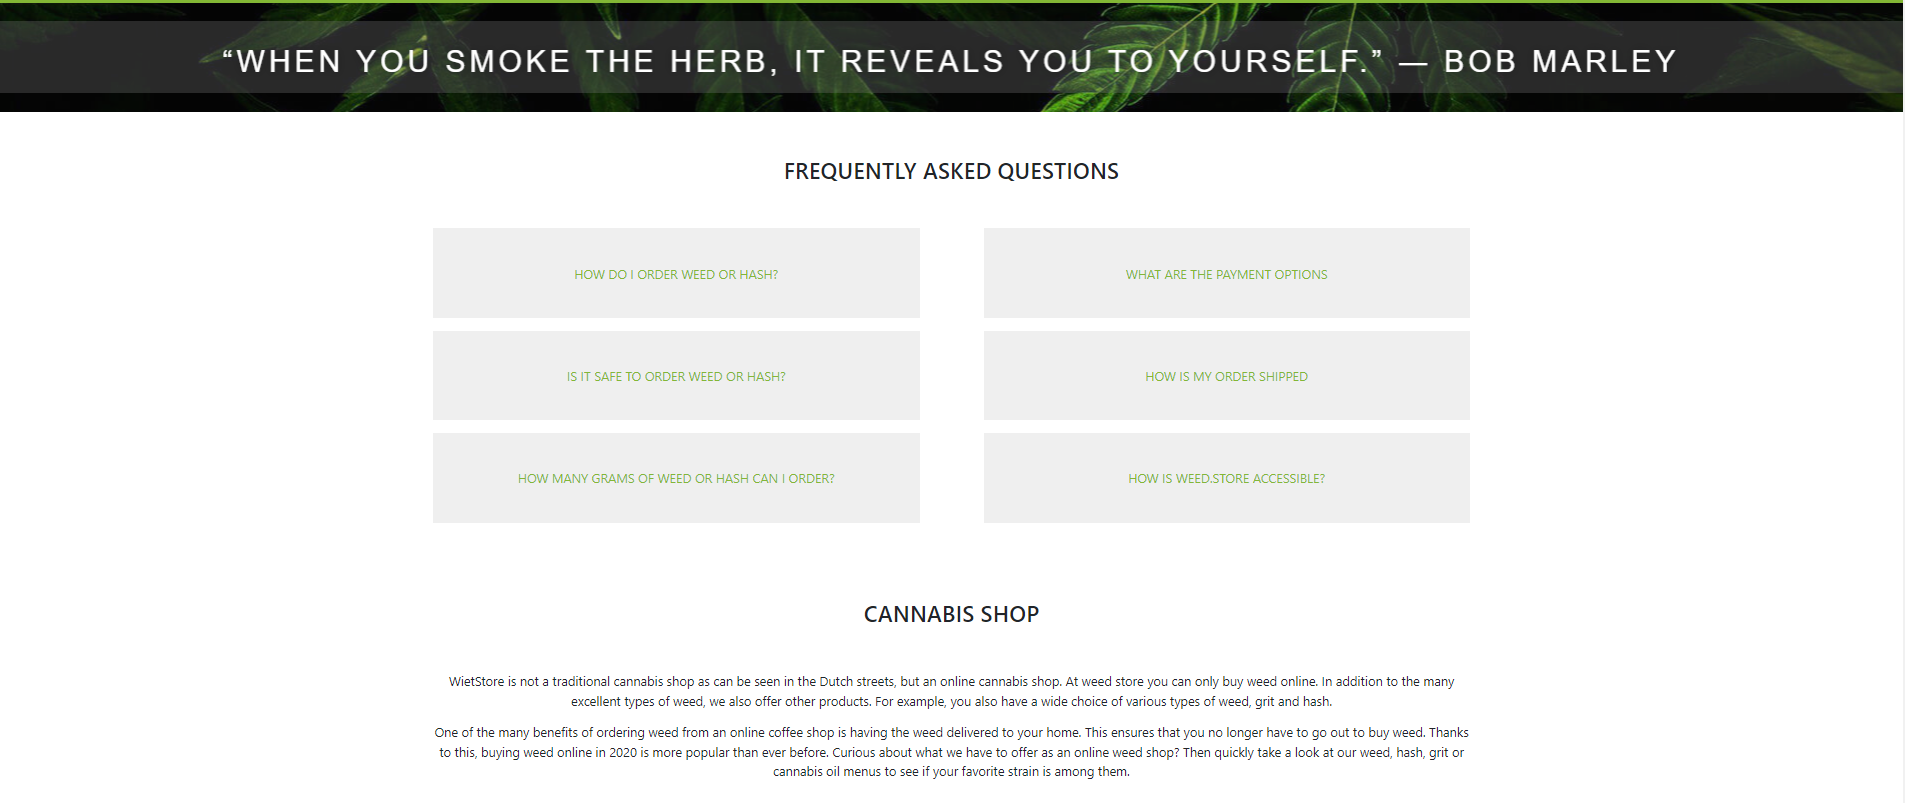 “WHEN YOU SMOKE THE HERB, IT REVEALS YOU TO YOURSELF.” — BOB MARLEY
FREQUENTLY ASKED QUESTIONS
HOW DO I ORDER WEED OR HASH?
WHAT ARE THE PAYMENT OPTIONS
IS IT SAFE TO ORDER WEED OR HASH?
HOW IS MY ORDER SHIPPED
HOW MANY GRAMS OF WEED OR HASH CAN I ORDER?
HOW IS WEED.STORE ACCESSIBLE?
CANNABIS SHOP
WietStore is not a traditional cannabis shop as can be seen in the Dutch streets, but an online cannabis shop. At weed store you can only buy weed online. In addition to the many
excellent types of weed, we also offer other products. For example, you also have a wide choice of various types of weed, grit and hash.
One of the many benefits of ordering weed from an online coffee shop is having the weed delivered to your home. This ensures that you no longer have to go out to buy weed. Thanks
to this, buying weed online in 2020 is more popular than ever before. Curious about what we have to offer as an online weed shop? Then quickly take a look at our weed, hash, grit or
cannabis oil menus to see if your favorite strain is among them.